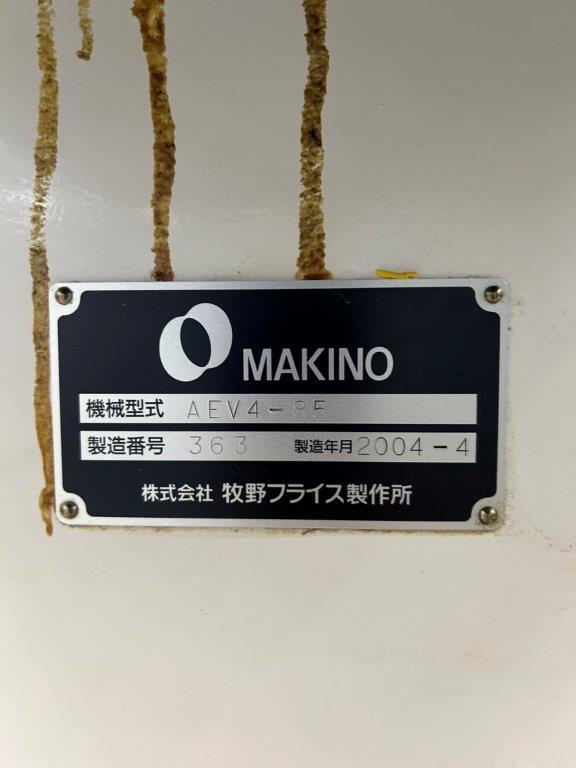 MAKINO
機械型式 AEV4-85
製造番号 363 製造年月 2004-4
株式会社 牧野フライス製作所